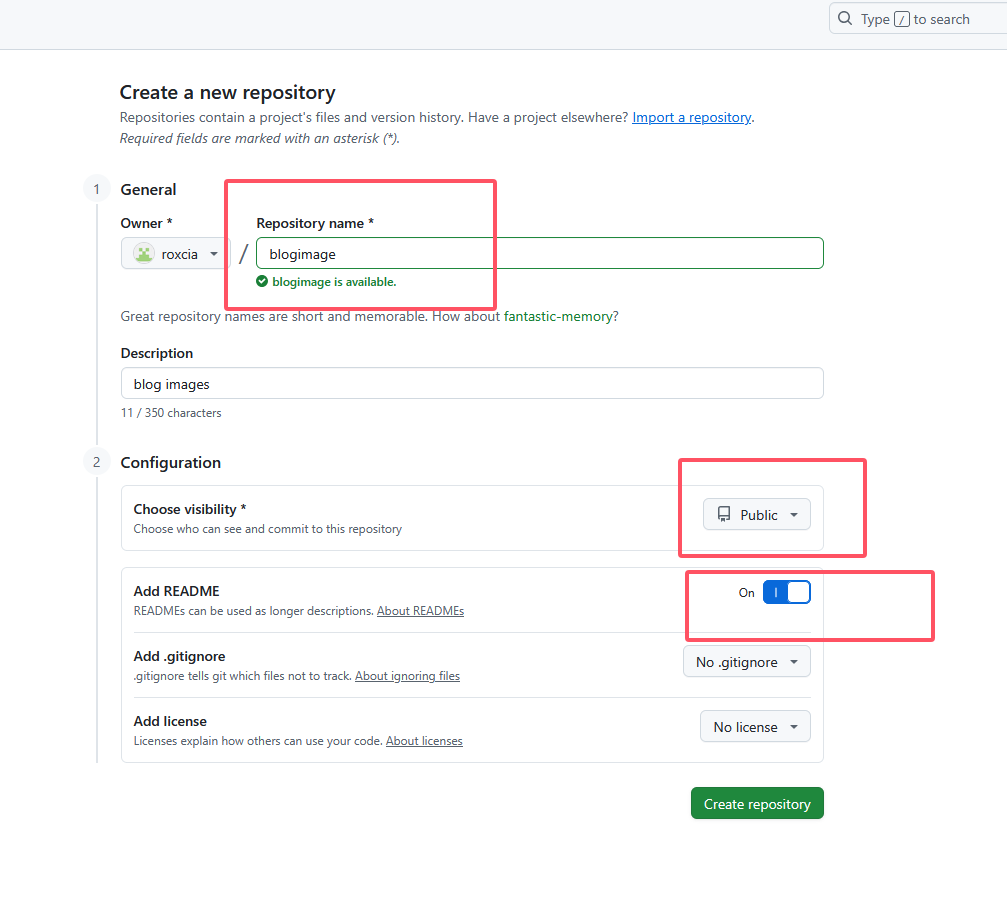 Type / to search
Create a new repository
Repositories contain a project's files and version history. Have a project elsewhere? Import a repository.
Required fields are marked with an asterisk (*).
1 General
Owner * Repository name *
roxcia / blogimage
blogimage is available.
Great repository names are short and memorable. How about fantastic-memory?
Description
blog images
11 / 350 characters
2 Configuration
Choose visibility *
Choose who can see and commit to this repository
Public
Add README
READMEs can be used as longer descriptions. About READMEs
On
Add .gitignore
.gitignore tells git which files not to track. About ignoring files
No .gitignore
Add license
Licenses explain how others can use your code. About licenses
No license
Create repository